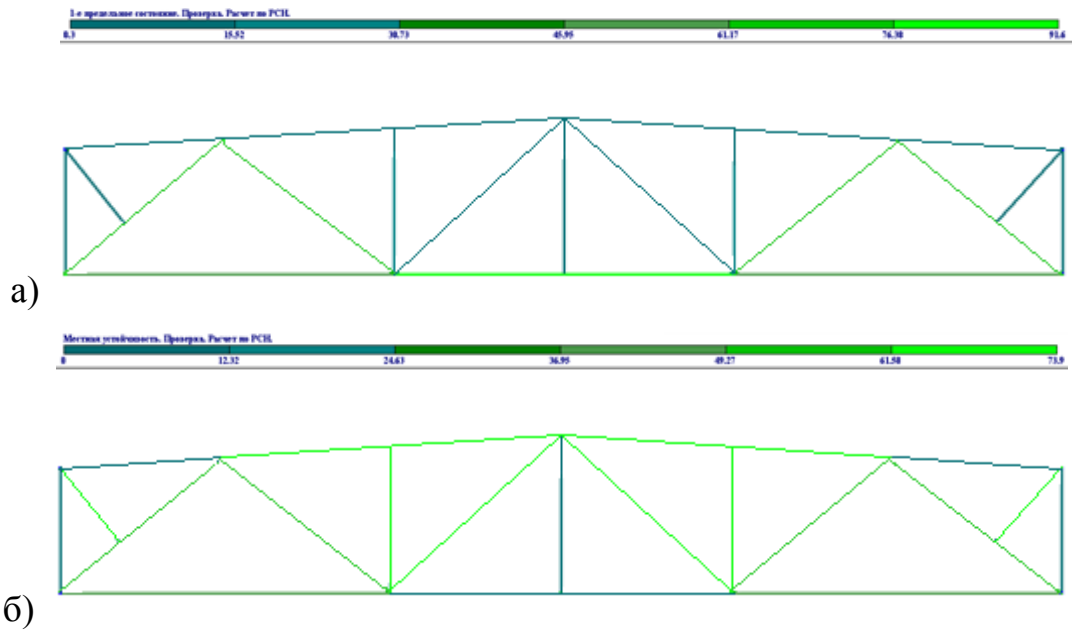 1-е предельное состояние. Проверка. Расчет по РСН.
0.3 15.52 30.73 45.95 61.17 76.38 91.6
а)
Местная устойчивость. Проверка. Расчет по РСН.
0 12.32 24.63 36.95 49.27 61.58 73.9
б)